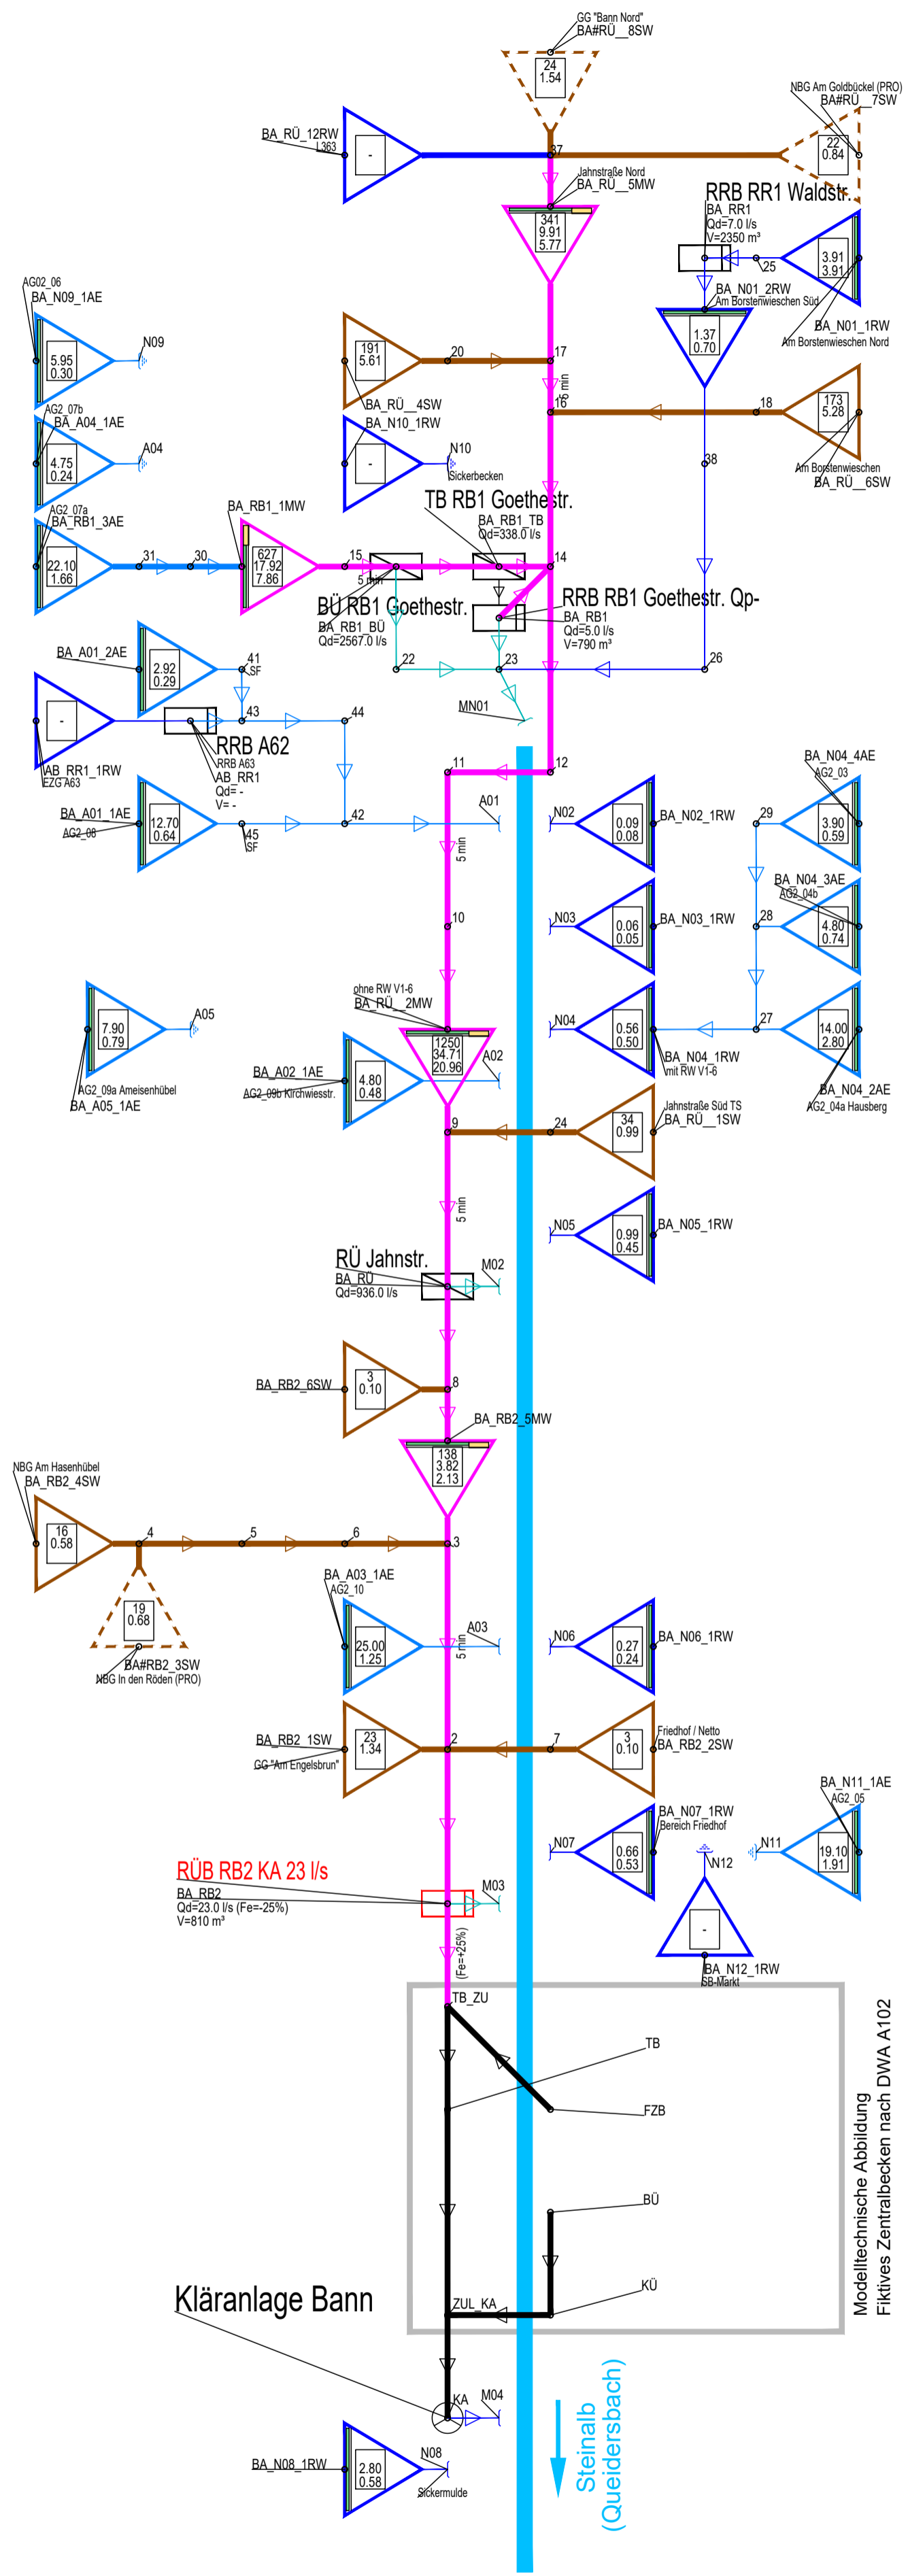 GG "Bann Nord"
BA#RÜ__8SW
24
1.54
NBG Am Goldbückel (PRO)
BA#RÜ__7SW
22
0.84
BA_RÜ_12RW
L363
-
37
Jahnstraße Nord
BA_RÜ__5MW
341
9.91
5.77
RRB RR1 Waldstr.
BA_RR1
Qd=7.0 l/s
V=2350 m³
25
3.91
3.91
BA_N01_1RW
Am Borstenwieschen Nord
BA_N01_2RW
Am Borstenwieschen Süd
1.37
0.70
AG02_06
BA_N09_1AE
5.95
0.30
N09
191
5.61
20
17
BA_RÜ__4SW
5 min
16
18
173
5.28
Am Borstenwieschen
BA_RÜ__6SW
AG2_07b
BA_A04_1AE
4.75
0.24
A04
BA_N10_1RW
-
N10
Sickerbecken
38
AG2_07a
BA_RB1_3AE
22.10
1.66
31
30
BA_RB1_1MW
627
17.92
7.86
15
5 min
TB RB1 Goethestr.
BA_RB1_TB
Qd=338.0 l/s
14
BÜ RB1 Goethestr.
BA_RB1_BÜ
Qd=2567.0 l/s
RRB RB1 Goethestr. Qp-
BA_RB1
Qd=5.0 l/s
V=790 m³
22
23
26
MN01
BA_A01_2AE
2.92
0.29
41
SF
43
44
-
AB_RR1_1RW
EZG A63
RRB A62
RRB A63
AB_RR1
Qd= -
V= -
BA_A01_1AE
AG2_08
12.70
0.64
45
SF
42
A01
11
12
5 min
N02
0.09
0.08
BA_N02_1RW
29
BA_N04_4AE
AG2_03
3.90
0.59
10
N03
0.06
0.05
BA_N03_1RW
28
BA_N04_3AE
AG2_04b
4.80
0.74
7.90
0.79
A05
AG2_09a Ameisenhübel
BA_A05_1AE
ohne RW V1-6
BA_RÜ__2MW
1250
34.71
20.96
N04
0.56
0.50
BA_N04_1RW
mit RW V1-6
27
14.00
2.80
BA_N04_2AE
AG2_04a Hausberg
BA_A02_1AE
AG2_09b Kirchwiesstr.
4.80
0.48
A02
9
24
34
0.99
Jahnstraße Süd TS
BA_RÜ__1SW
5 min
N05
0.99
0.45
BA_N05_1RW
RÜ Jahnstr.
BA_RÜ
Qd=936.0 l/s
M02
BA_RB2_6SW
3
0.10
8
BA_RB2_5MW
138
3.82
2.13
NBG Am Hasenhübel
BA_RB2_4SW
16
0.58
4
5
6
3
19
0.68
BA#RB2_3SW
NBG In den Röden (PRO)
BA_A03_1AE
AG2_10
25.00
1.25
A03
5 min
N06
0.27
0.24
BA_N06_1RW
BA_RB2_1SW
GG "Am Engelsbrun"
23
1.34
2
7
3
0.10
Friedhof / Netto
BA_RB2_2SW
N07
0.66
0.53
BA_N07_1RW
Bereich Friedhof
N12
N11
BA_N11_1AE
AG2_05
19.10
1.91
-
BA_N12_1RW
SB-Markt
RÜB RB2 KA 23 l/s
BA_RB2
Qd=23.0 l/s (Fe=-25%)
V=810 m³
M03
(Fe=+25%)
TB_ZU
TB
FZB
BÜ
KÜ
ZUL_KA
Modelltechnische Abbildung
Fiktives Zentralbecken nach DWA A102
Kläranlage Bann
KA
M04
BA_N08_1RW
2.80
0.58
N08
Sickermulde
Steinalb
(Queidersbach)